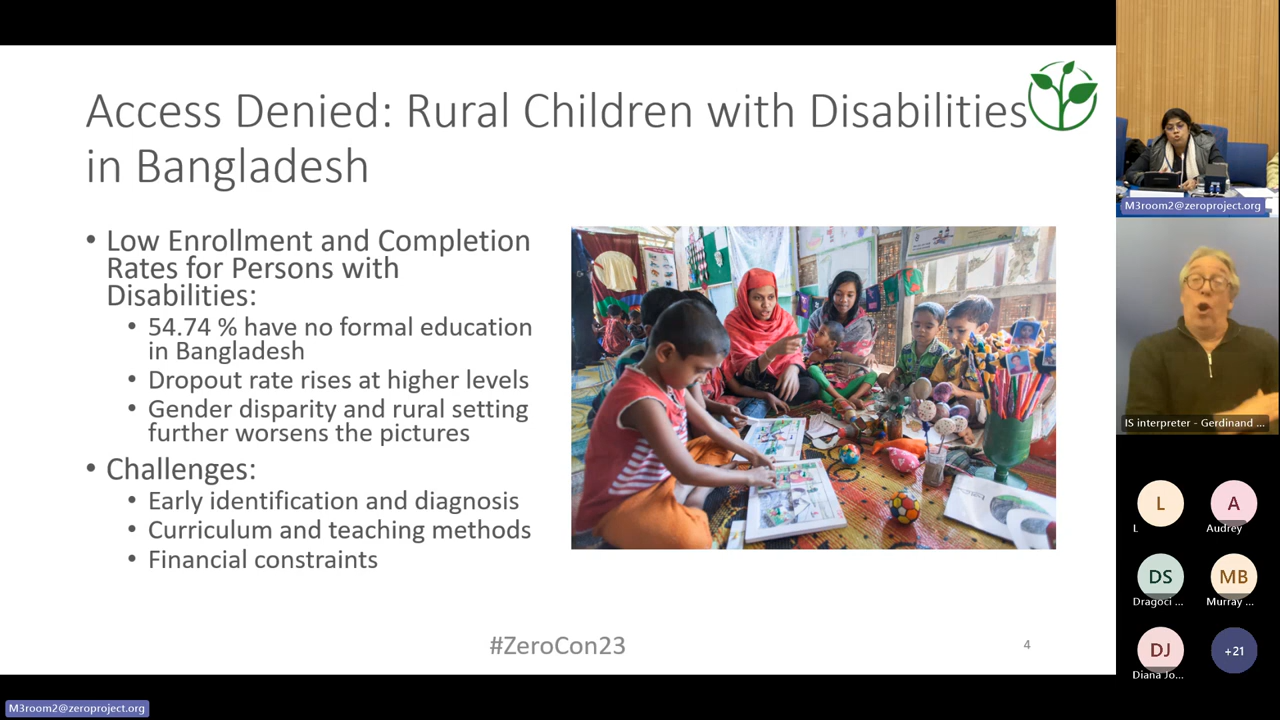 Access Denied: Rural Children with Disabilities
in Bangladesh
• Low Enrollment and Completion
Rates for Persons with
Disabilities:
• 54.74 % have no formal education
in Bangladesh
• Dropout rate rises at higher levels
• Gender disparity and rural setting
further worsens the pictures
• Challenges:
• Early identification and diagnosis
• Curriculum and teaching methods
• Financial constraints
#ZeroCon23
4
M3room2@zeroproject.org
IS interpreter - Gerdinand ...
L
L
A
Audrey
DS
Dragoci ...
MB
Murray ...
DJ
Diana Jo...
+21
M3room2@zeroproject.org